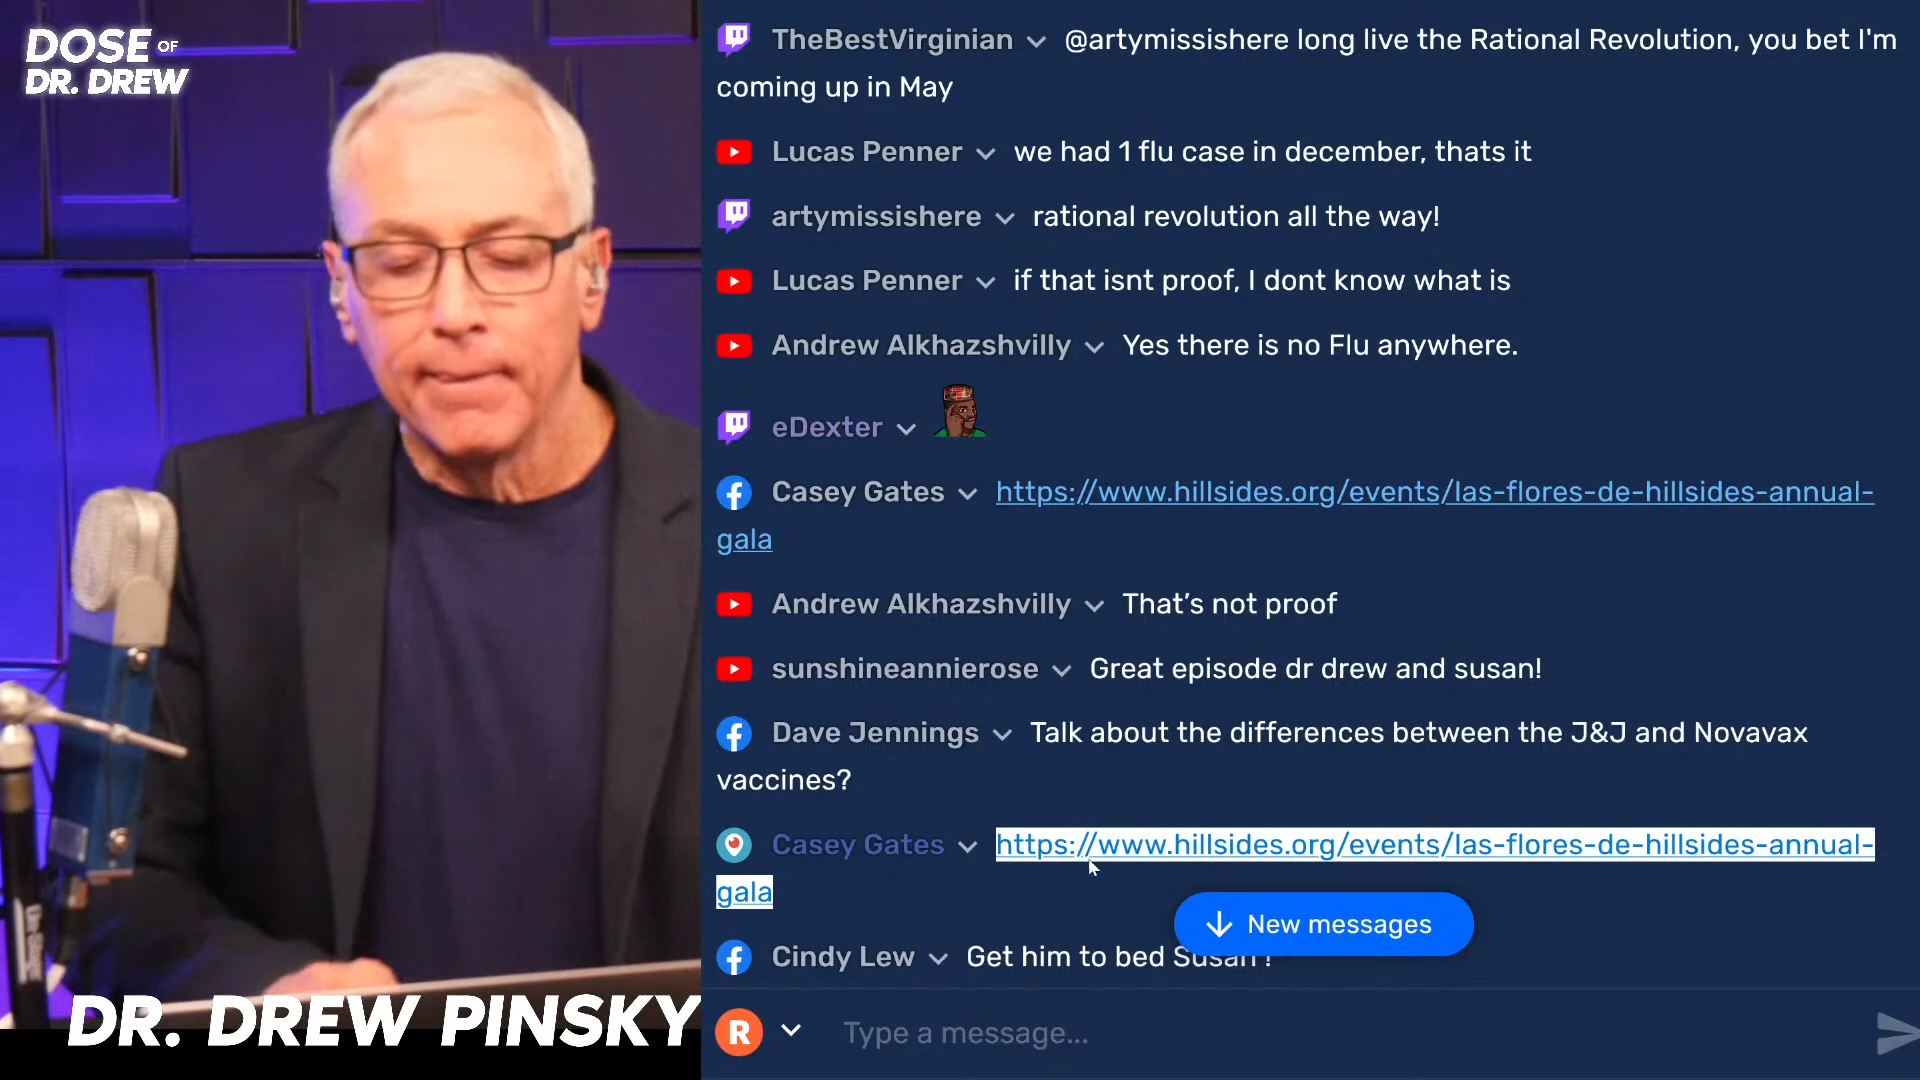 DOSE OF
DR. DREW
TheBestVirginian @artymissishere long live the Rational Revolution, you bet I'm
coming up in May
Lucas Penner we had 1 flu case in december, thats it
artymissishere rational revolution all the way!
Lucas Penner if that isnt proof, I dont know what is
Andrew Alkhazshvilly Yes there is no Flu anywhere.
eDexter
Casey Gates https://www.hillsides.org/events/las-flores-de-hillsides-annual-
gala
Andrew Alkhazshvilly That’s not proof
sunshineannierose Great episode dr drew and susan!
Dave Jennings Talk about the differences between the J&J and Novavax
vaccines?
Casey Gates https://www.hillsides.org/events/las-flores-de-hillsides-annual-
gala
New messages
Cindy Lew Get him to bed Susan !
R Type a message...
DR. DREW PINSKY